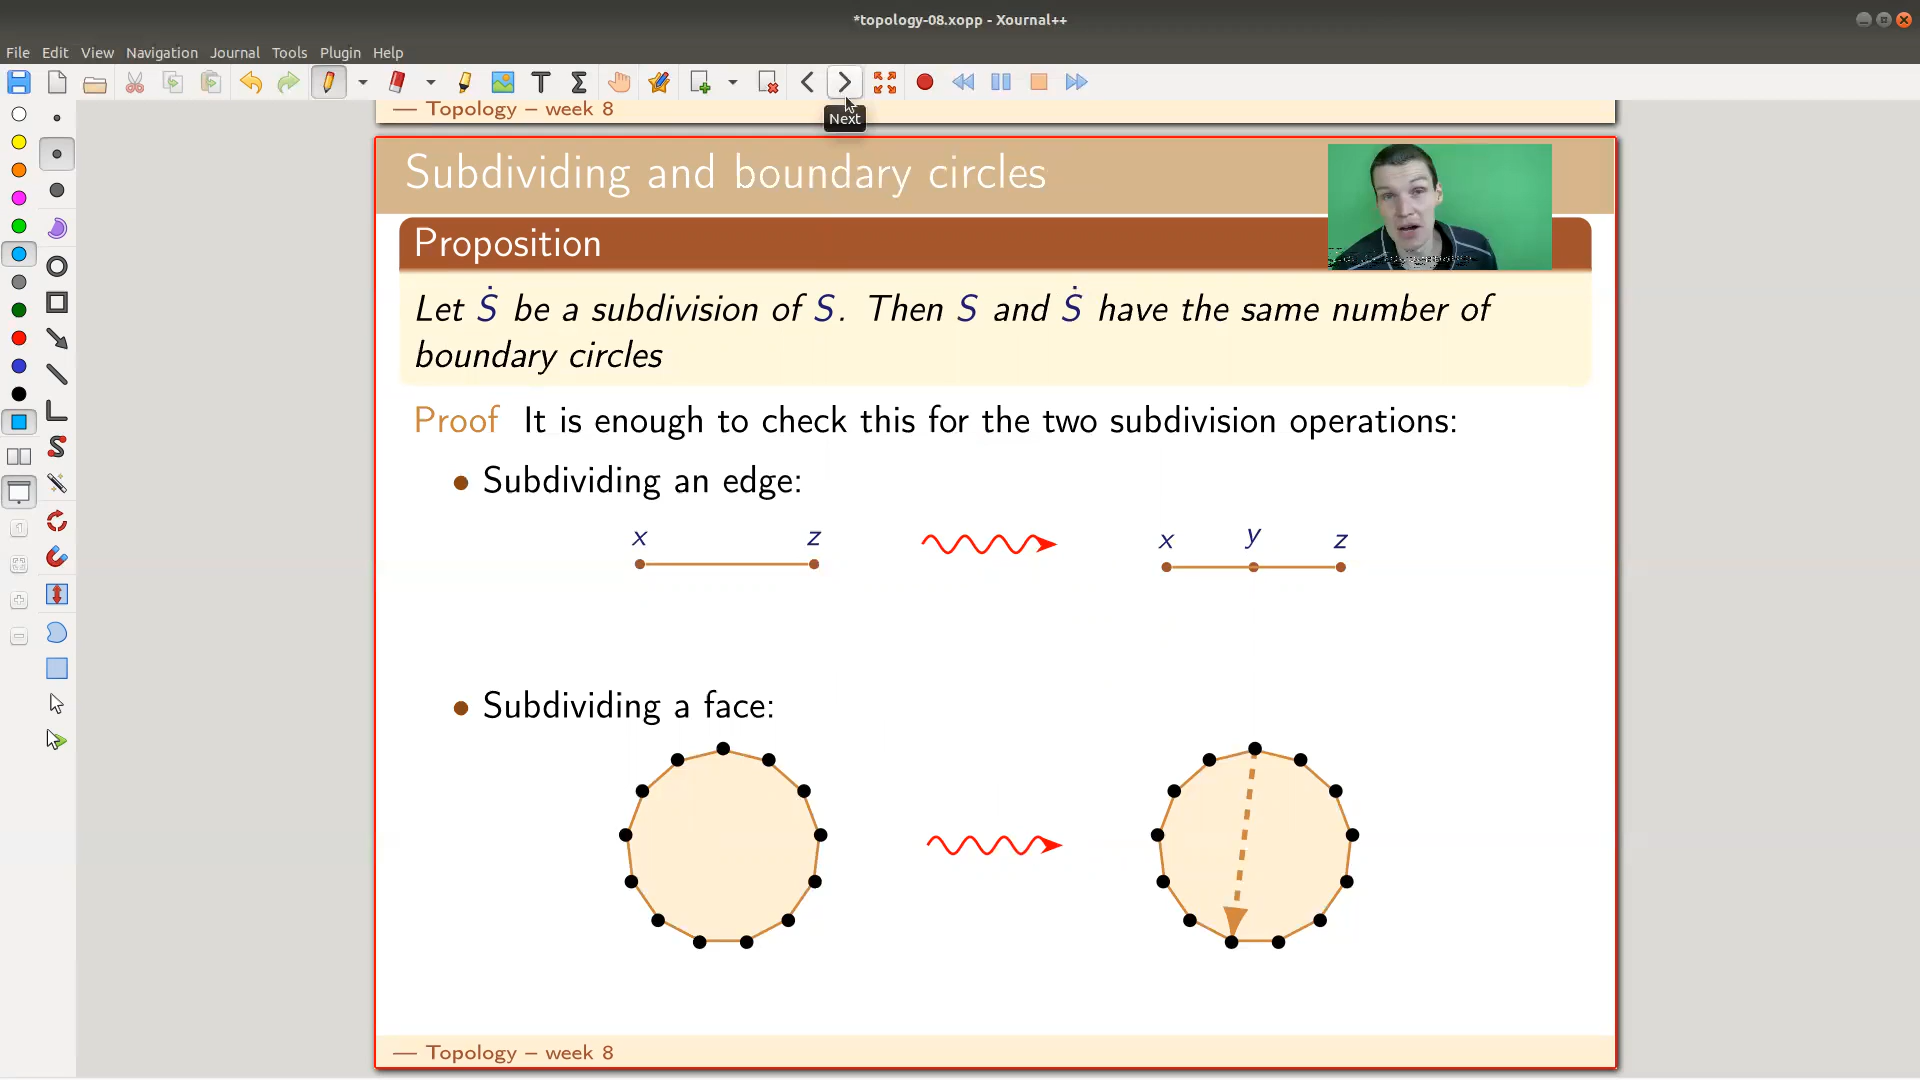 *topology-08.xopp - Xournal++
File Edit View Navigation Journal Tools Plugin Help
— Topology – week 8
Next
Subdividing and boundary circles
Proposition
Let Ṡ be a subdivision of S. Then S and Ṡ have the same number of
boundary circles
Proof It is enough to check this for the two subdivision operations:
• Subdividing an edge:
x z x y z
• Subdividing a face:
— Topology – week 8